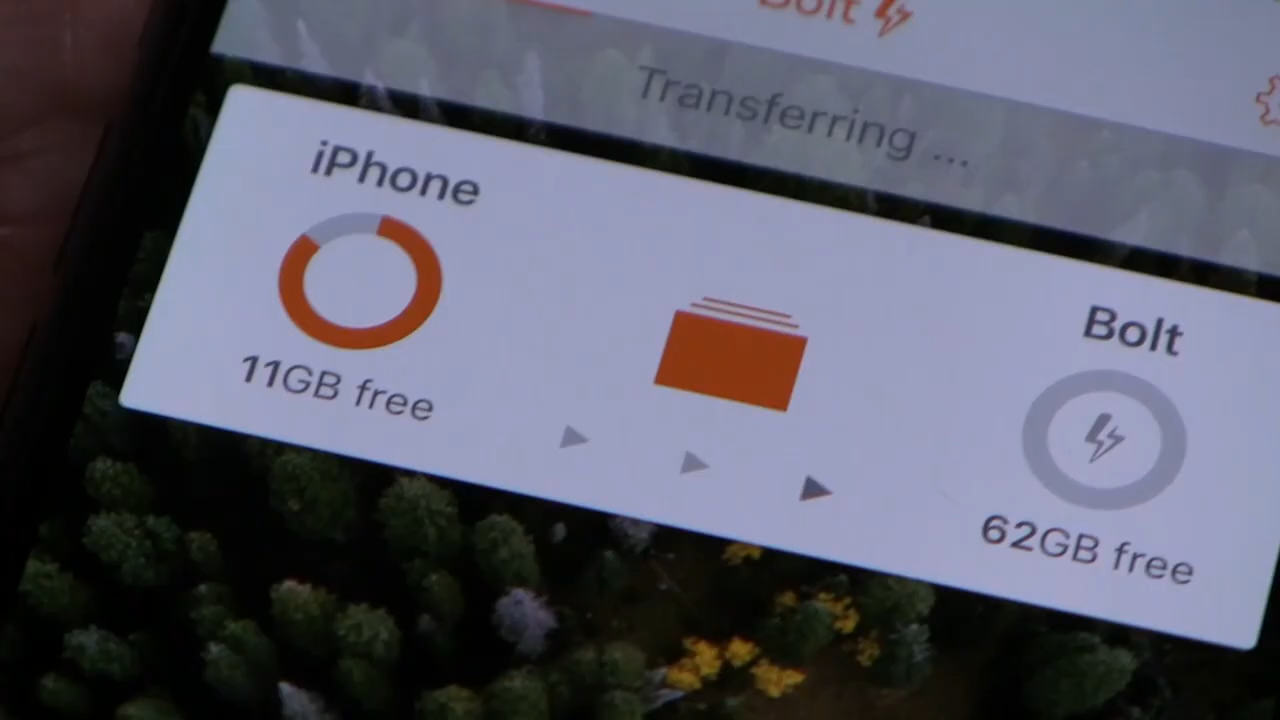 Bolt
Transferring ...
iPhone
11GB free
Bolt
62GB free